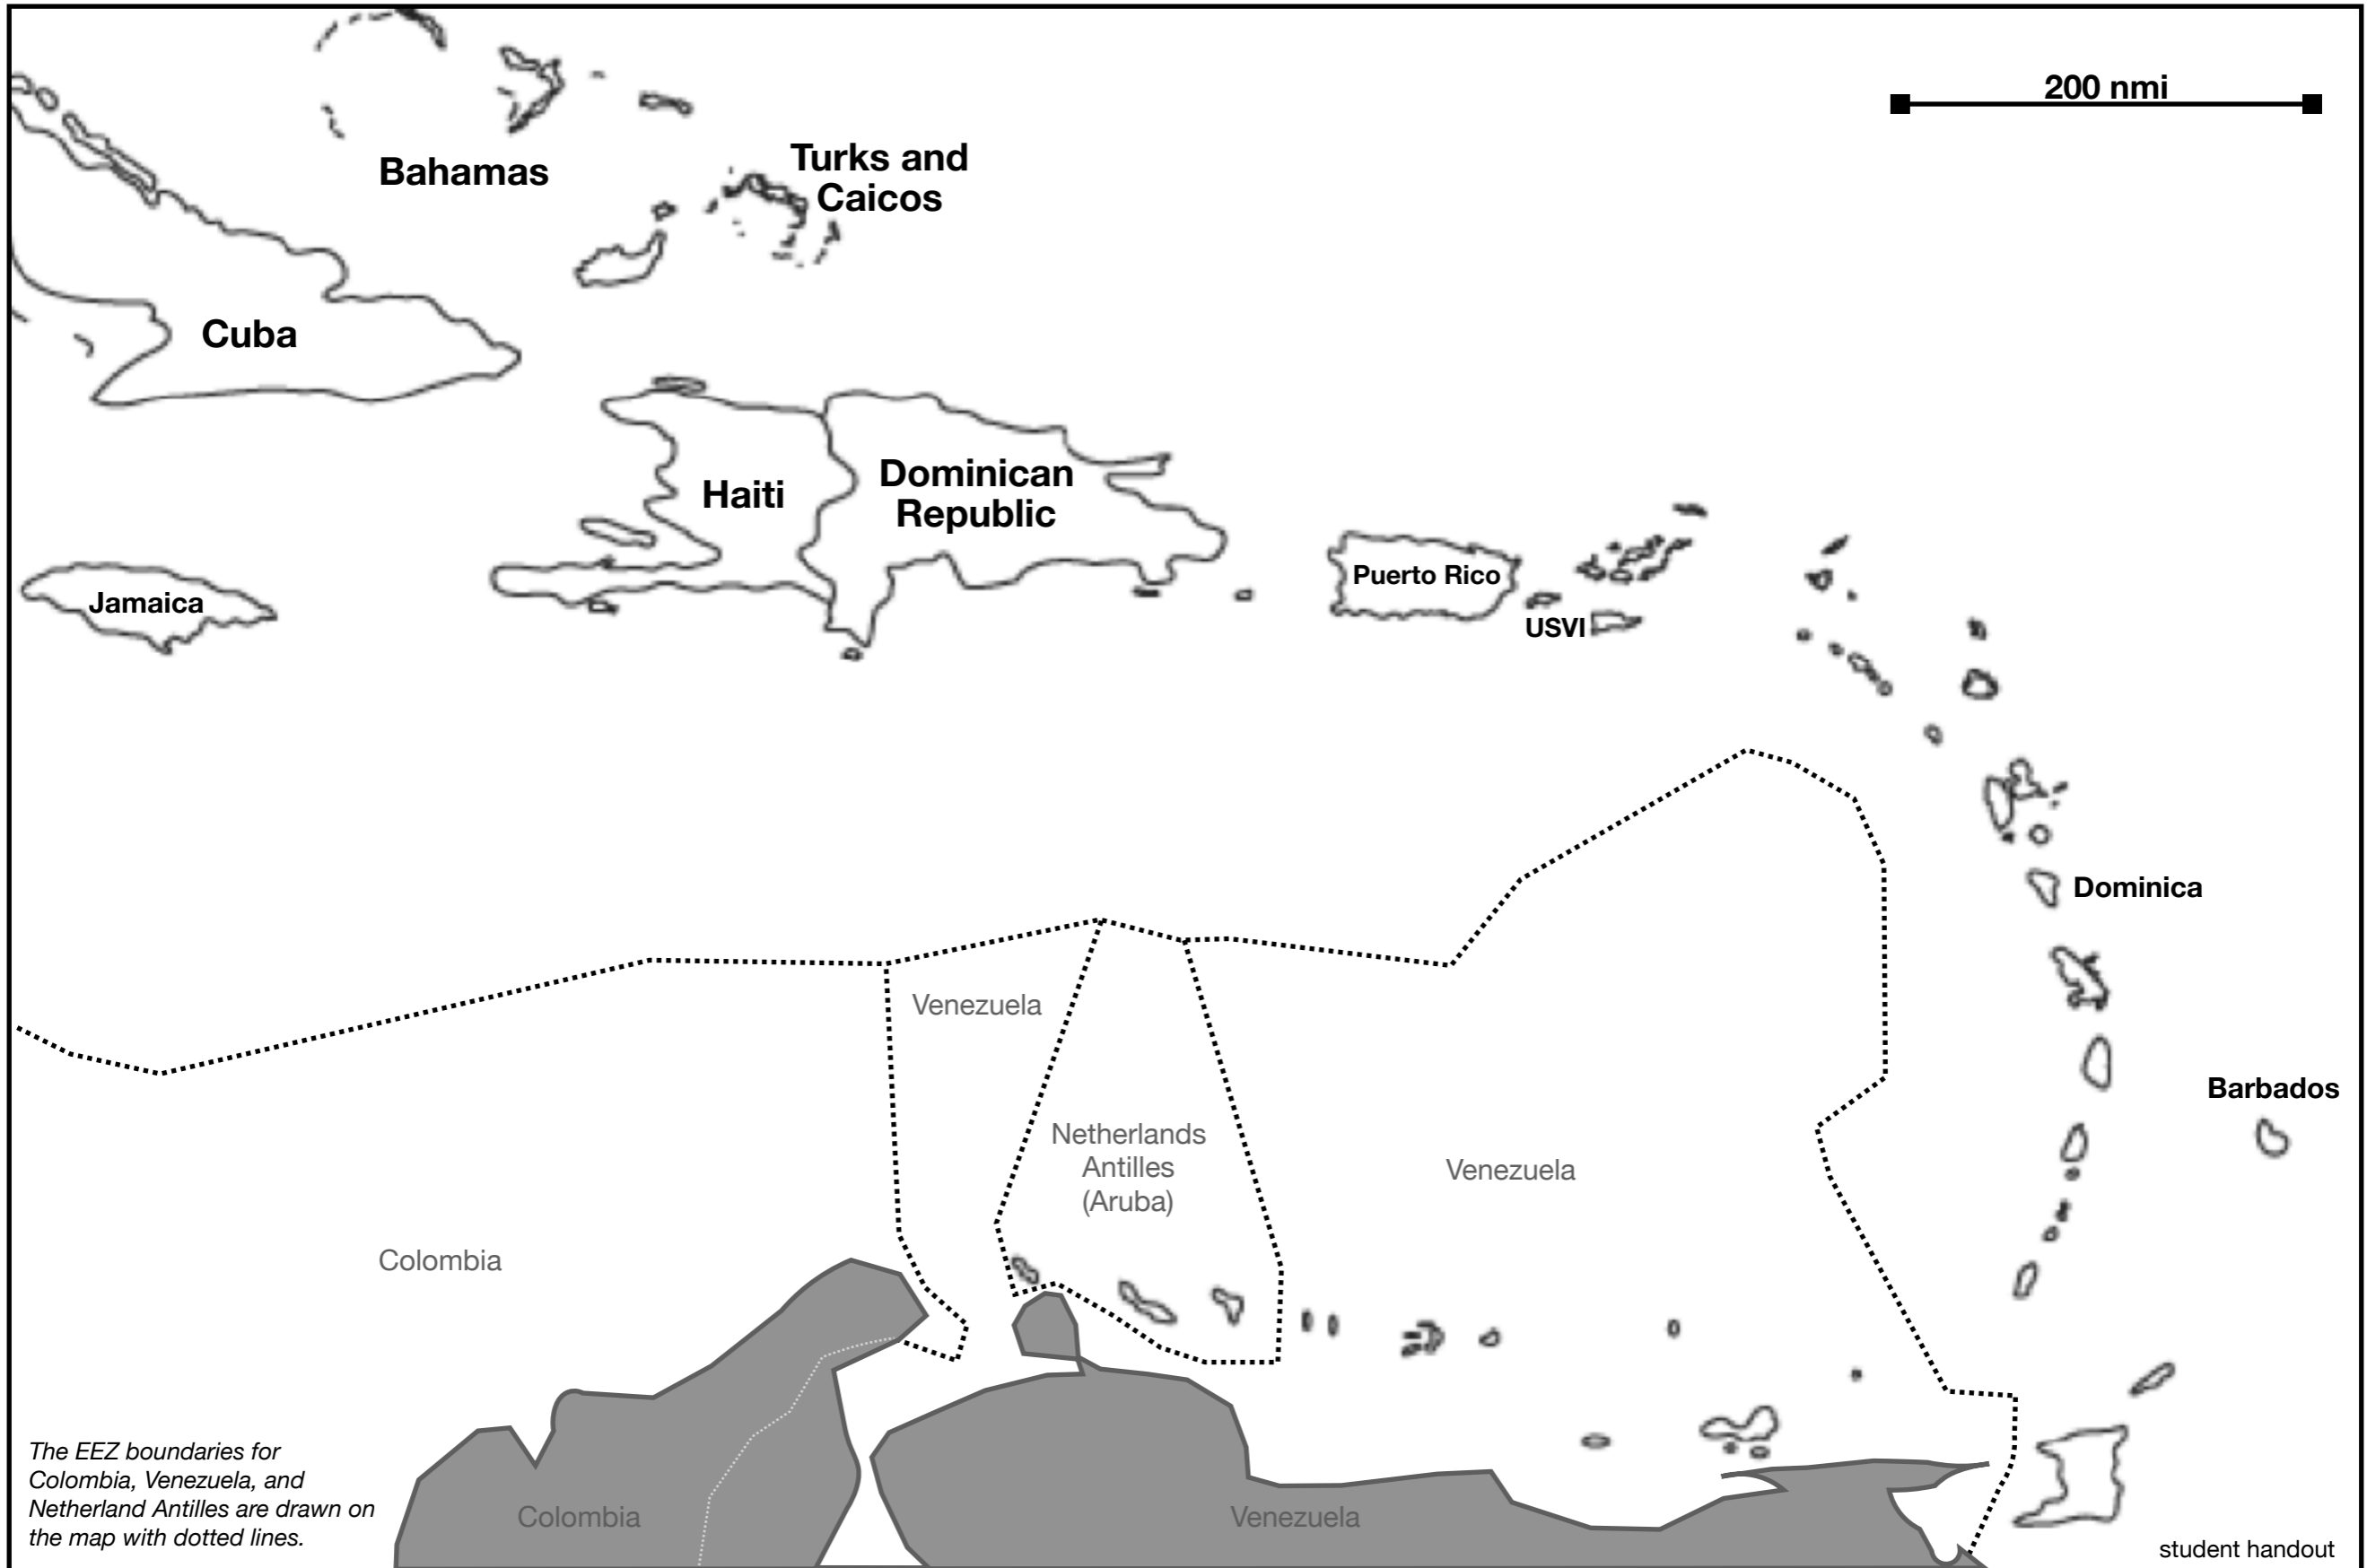 200 nmi
Bahamas
Turks and
Caicos
Cuba
Haiti
Dominican
Republic
Jamaica
Puerto Rico
USVI
Dominica
Venezuela
Barbados
Netherlands
Antilles
(Aruba)
Venezuela
Colombia
The EEZ boundaries for
Colombia, Venezuela, and
Netherland Antilles are drawn on
the map with dotted lines.
Colombia
Venezuela
student handout